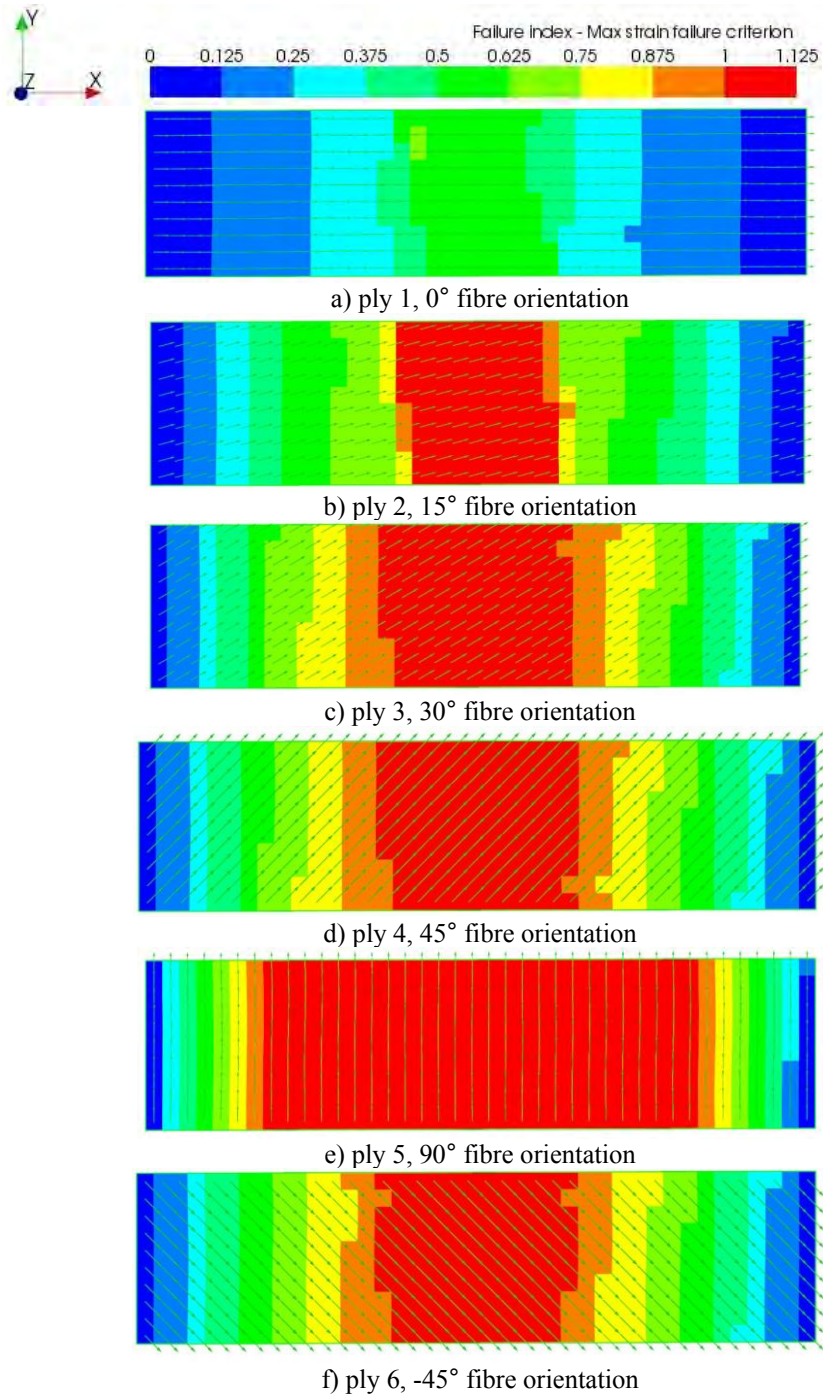 Y
Z
X
Failure index - Max strain failure criterion
0 0.125 0.25 0.375 0.5 0.625 0.75 0.875 1 1.125
a) ply 1, 0° fibre orientation
b) ply 2, 15° fibre orientation
c) ply 3, 30° fibre orientation
d) ply 4, 45° fibre orientation
e) ply 5, 90° fibre orientation
f) ply 6, -45° fibre orientation